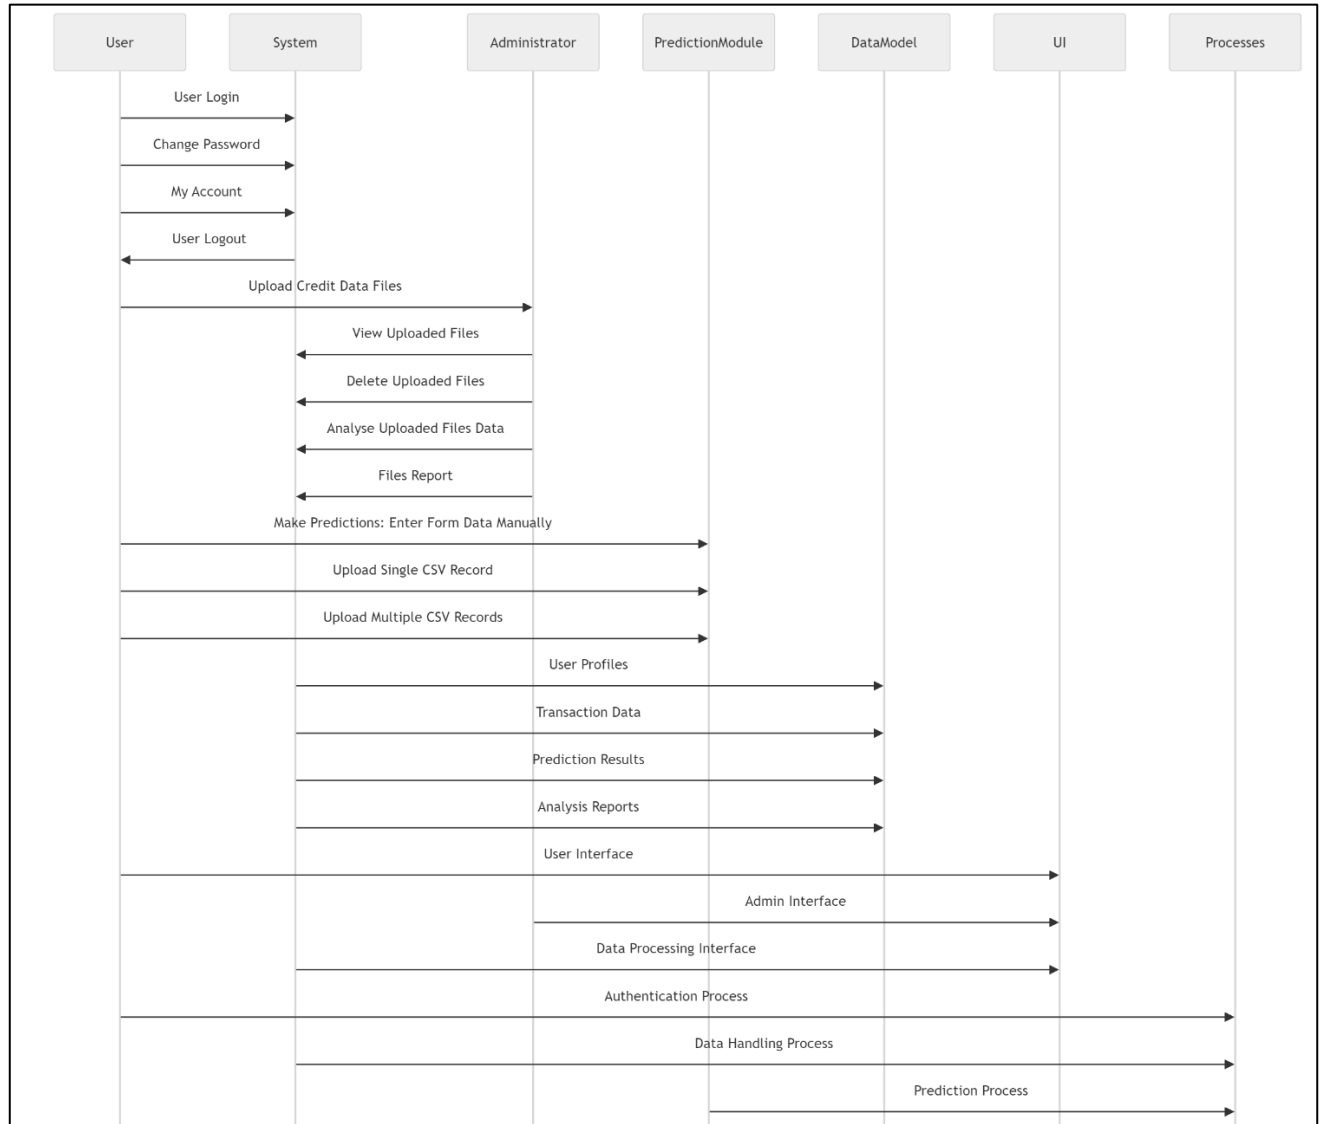 User System Administrator PredictionModule DataModel UI Processes
User Login
Change Password
My Account
User Logout
Upload Credit Data Files
View Uploaded Files
Delete Uploaded Files
Analyse Uploaded Files Data
Files Report
Make Predictions: Enter Form Data Manually
Upload Single CSV Record
Upload Multiple CSV Records
User Profiles
Transaction Data
Prediction Results
Analysis Reports
User Interface
Admin Interface
Data Processing Interface
Authentication Process
Data Handling Process
Prediction Process